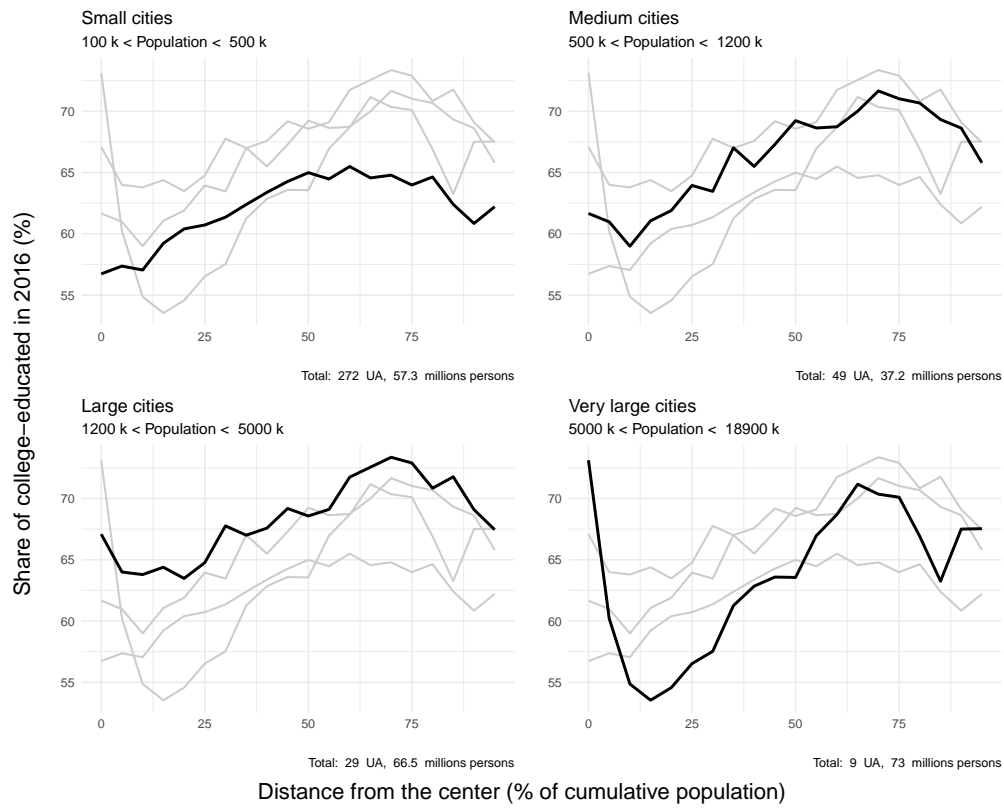 Small cities
100 k < Population < 500 k
Medium cities
500 k < Population < 1200 k
70
65
60
55
0
25
50
75
Total: 272 UA, 57.3 millions persons
70
65
60
55
0
25
50
75
Total: 49 UA, 37.2 millions persons
Large cities
1200 k < Population < 5000 k
Very large cities
5000 k < Population < 18900 k
70
65
60
55
0
25
50
75
Total: 29 UA, 66.5 millions persons
70
65
60
55
0
25
50
75
Total: 9 UA, 73 millions persons
Share of college−educated in 2016 (%)
Distance from the center (% of cumulative population)